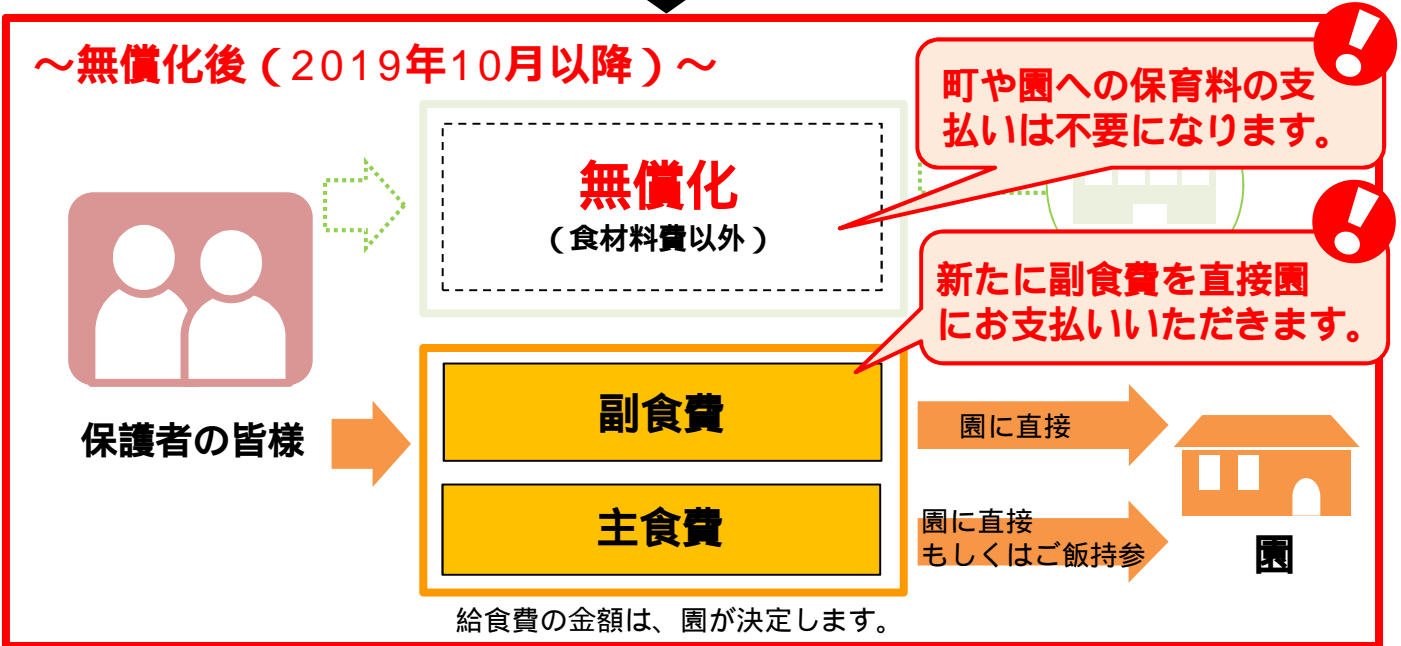 ～無償化後（2019年10月以降）～
町や園への保育料の支
払いは不要になります。
無償化
（食材料費以外）
新たに副食費を直接園
にお支払いいただきます。
保護者の皆様
副食費
園に直接
主食費
園に直接
もしくはご飯持参
園
給食費の金額は、園が決定します。